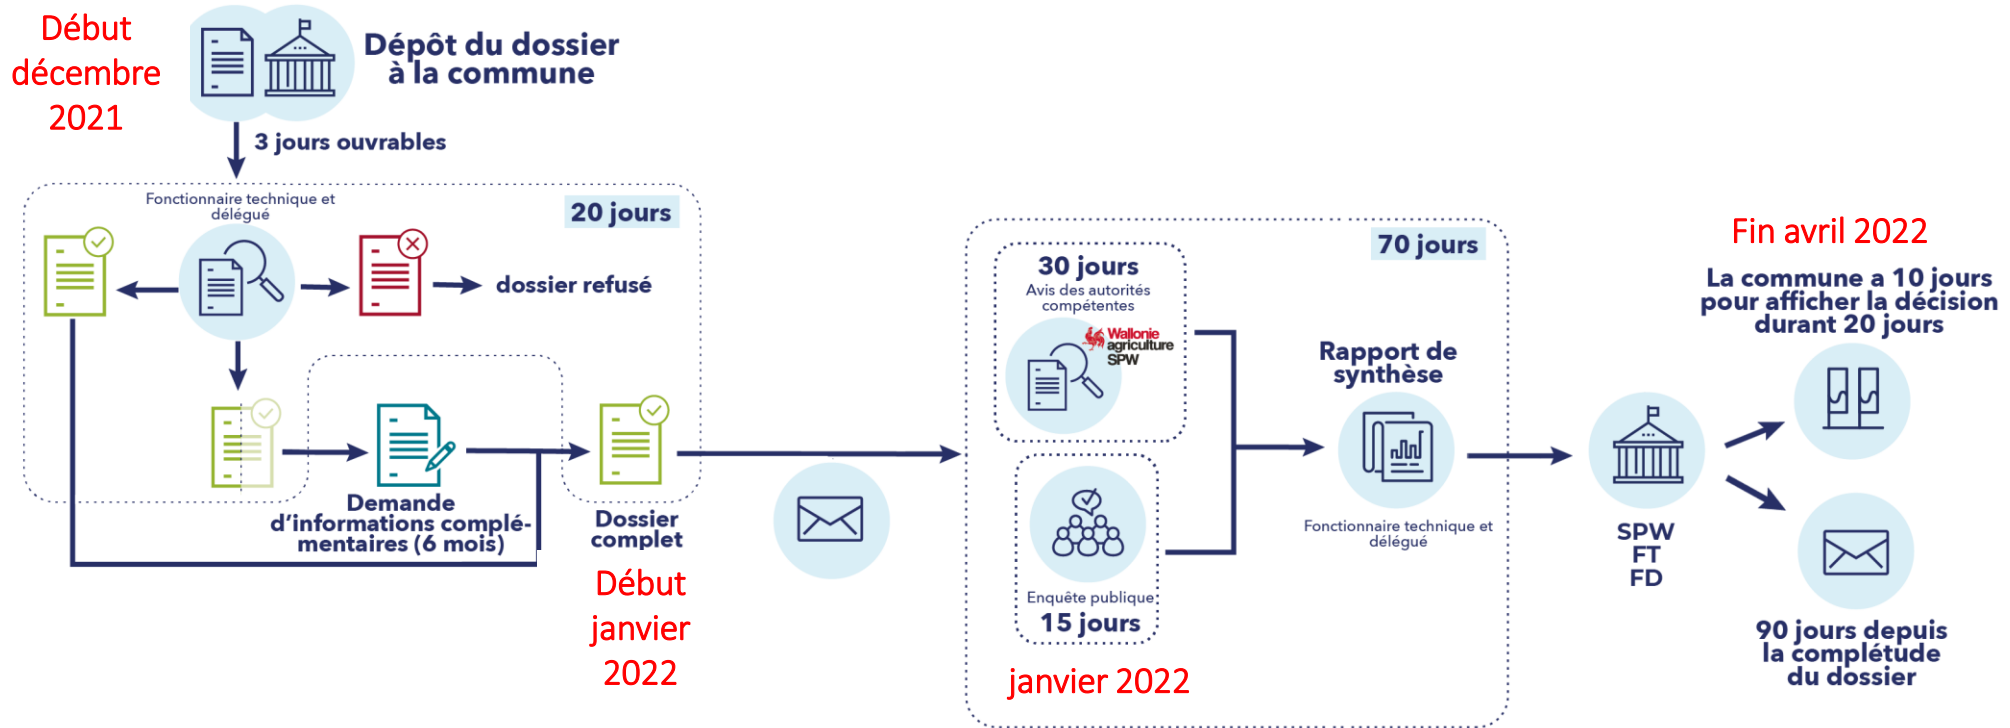 Début
décembre
2021
Dépôt du dossier
à la commune
3 jours ouvrables
Fonctionnaire technique et
délégué
20 jours
dossier refusé
Demande
d'informations complé-
mentaires (6 mois)
Dossier
complet
Début
janvier
2022
70 jours
30 jours
Avis des autorités
compétentes
Wallonie
agriculture
SPW
Enquête publique
15 jours
janvier 2022
Rapport de
synthèse
Fonctionnaire technique et
délégué
SPW
FT
FD
Fin avril 2022
La commune a 10 jours
pour afficher la décision
durant 20 jours
90 jours depuis
la complétude
du dossier